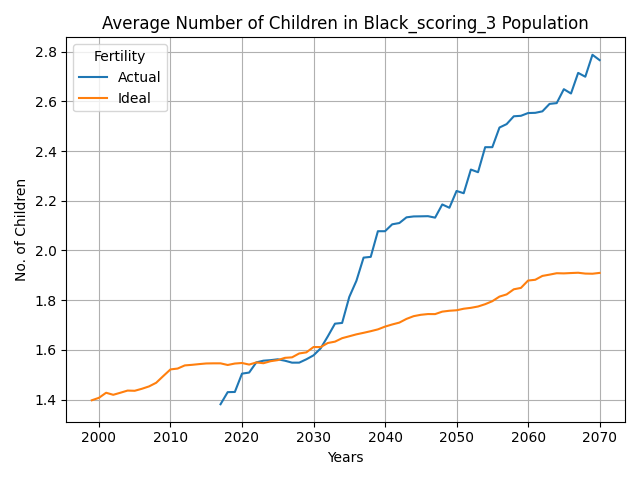 Average Number of Children in Black_scoring_3 Population
Fertility
Actual
Ideal
No. of Children
2.8
2.6
2.4
2.2
2.0
1.8
1.6
1.4
2000 2010 2020 2030 2040 2050 2060 2070
Years